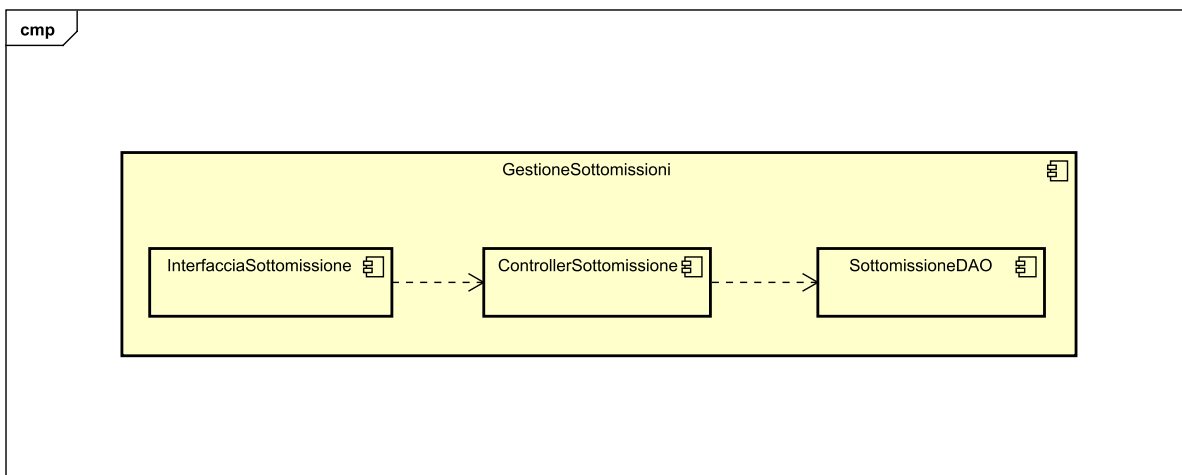 cmp
GestioneSottomissioni
InterfacciaSottomissione
ControllerSottomissione
SottomissioneDAO